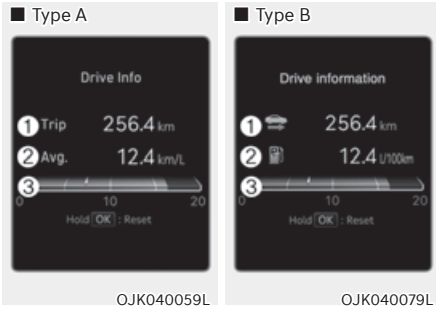 ■ Type A
Drive Info
① Trip 256.4 km
② Avg. 12.4 km/L
③
0 10 20
Hold OK : Reset
OJK040059L
■ Type B
Drive information
① 256.4 km
② 12.4 L/100km
③
0 10 20
Hold OK : Reset
OJK040079L